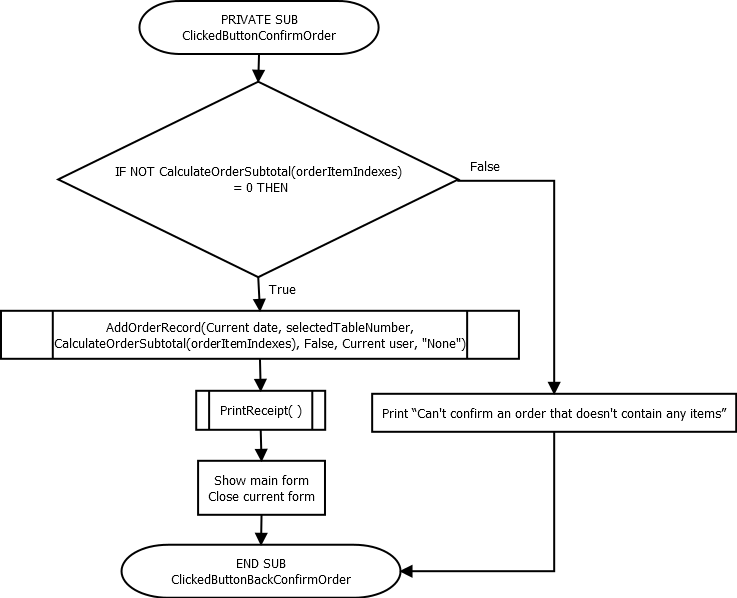 PRIVATE SUB
ClickedButtonConfirmOrder
IF NOT CalculateOrderSubtotal(orderItemIndexes)
= 0 THEN
False
True
AddOrderRecord(Current date, selectedTableNumber,
CalculateOrderSubtotal(orderItemIndexes), False, Current user, "None")
PrintReceipt( )
Print “Can't confirm an order that doesn't contain any items”
Show main form
Close current form
END SUB
ClickedButtonBackConfirmOrder